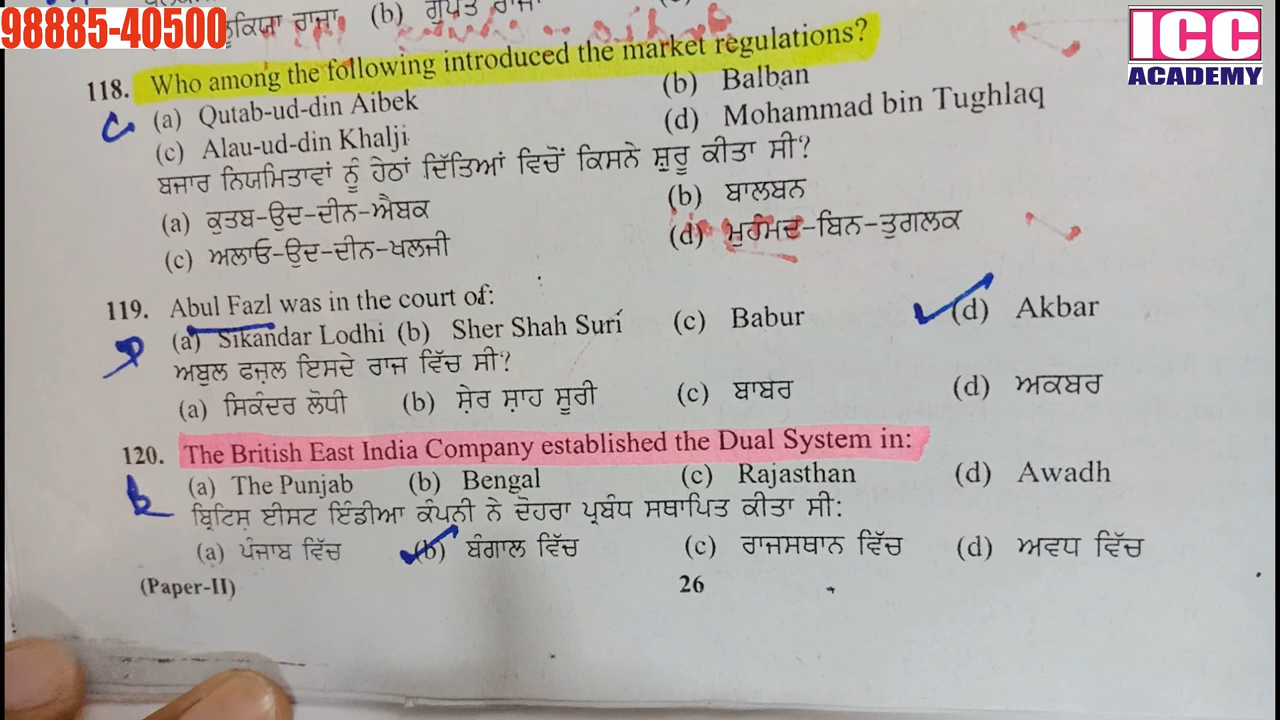 98885-40500
ICC
ACADEMY
ਰਾਜਾ (b) ਗੁਪਤ ਰਾਜਾ
118. Who among the following introduced the market regulations?
(a) Qutab-ud-din Aibek (b) Balban
(c) Alau-ud-din Khalji (d) Mohammad bin Tughlaq
C
ਬਜਾਰ ਨਿਯਮਿਤਾਵਾਂ ਨੂੰ ਹੇਠਾਂ ਦਿੱਤਿਆਂ ਵਿਚੋਂ ਕਿਸਨੇ ਸ਼ੁਰੂ ਕੀਤਾ ਸੀ?
(a) ਕੁਤਬ-ਉਦ-ਦੀਨ-ਐਬਕ (b) ਬਾਲਬਨ
(c) ਅਲਾਓ-ਉਦ-ਦੀਨ-ਖਲਜੀ (d) ਮੁਹੰਮਦ-ਬਿਨ-ਤੁਗਲਕ
119. Abul Fazl was in the court of:
(a) Sikandar Lodhi (b) Sher Shah Suri (c) Babur (d) Akbar
ਅਬੁਲ ਫਜ਼ਲ ਇਸਦੇ ਰਾਜ ਵਿੱਚ ਸੀ?
(a) ਸਿਕੰਦਰ ਲੋਧੀ (b) ਸ਼ੇਰ ਸ਼ਾਹ ਸੂਰੀ (c) ਬਾਬਰ (d) ਅਕਬਰ
120. The British East India Company established the Dual System in:
(a) The Punjab (b) Bengal (c) Rajasthan (d) Awadh
b
ਬ੍ਰਿਟਿਸ਼ ਈਸਟ ਇੰਡੀਆ ਕੰਪਨੀ ਨੇ ਦੋਹਰਾ ਪ੍ਰਬੰਧ ਸਥਾਪਿਤ ਕੀਤਾ ਸੀ:
(a) ਪੰਜਾਬ ਵਿੱਚ (b) ਬੰਗਾਲ ਵਿੱਚ (c) ਰਾਜਸਥਾਨ ਵਿੱਚ (d) ਅਵਧ ਵਿੱਚ
(Paper-II) 26